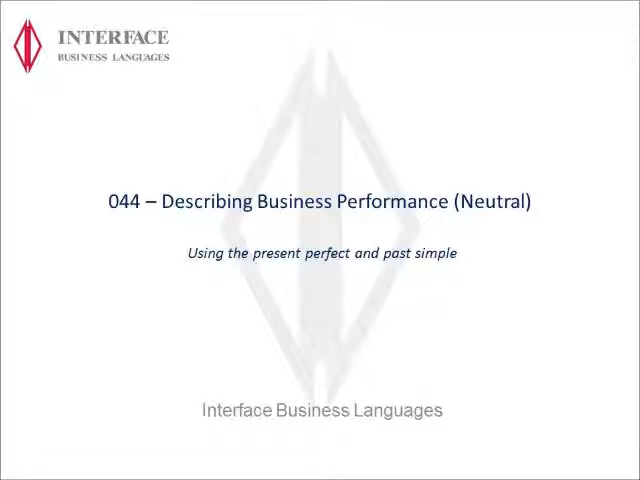 INTERFACE
BUSINESS LANGUAGES
044 – Describing Business Performance (Neutral)
Using the present perfect and past simple
Interface Business Languages